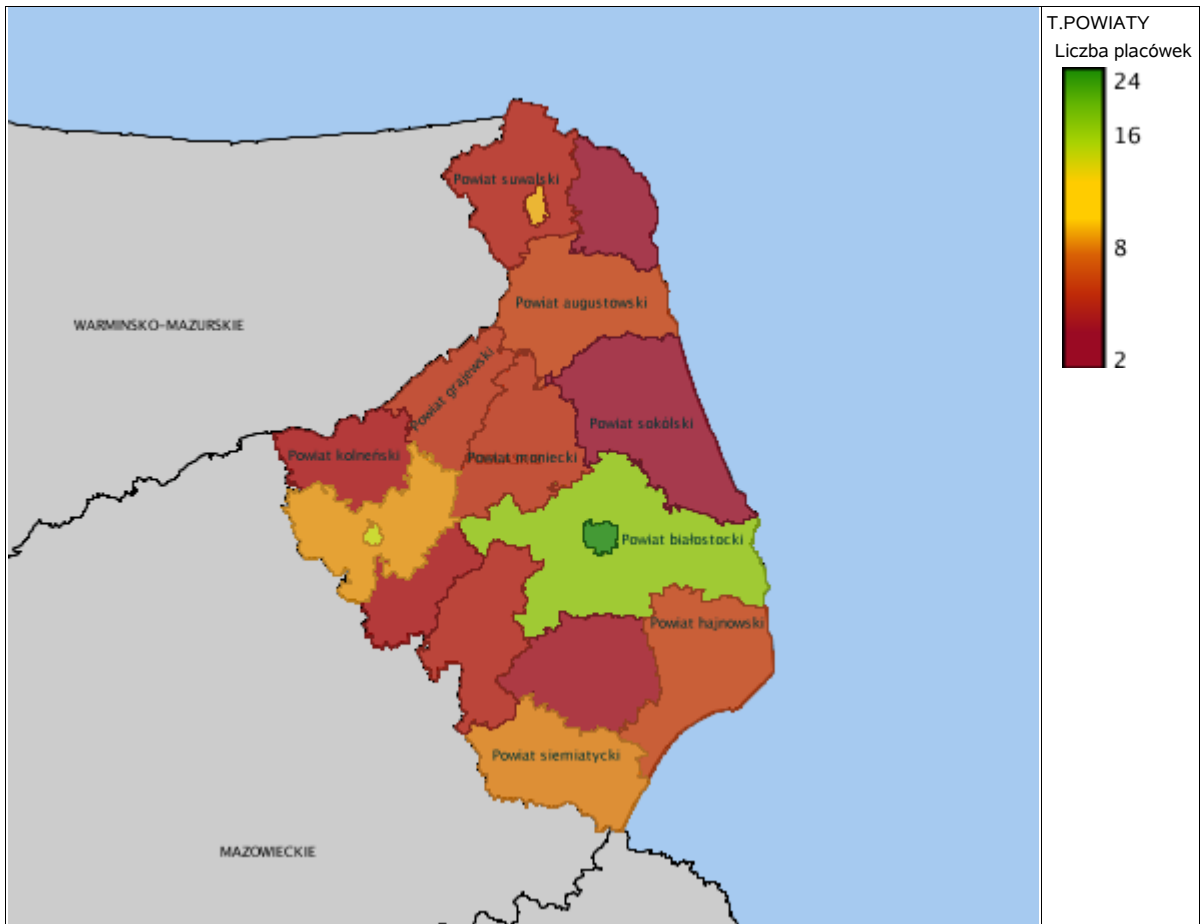 T.POWIATY
Liczba placówek
24
16
8
2
Powiat suwalski
Powiat augustowski
WARMIŃSKO-MAZURSKIE
Powiat grajewski
Powiat sokólski
Powiat kolneński
Powiat moniecki
Powiat białostocki
Powiat hajnowski
Powiat siemiatycki
MAZOWIECKIE